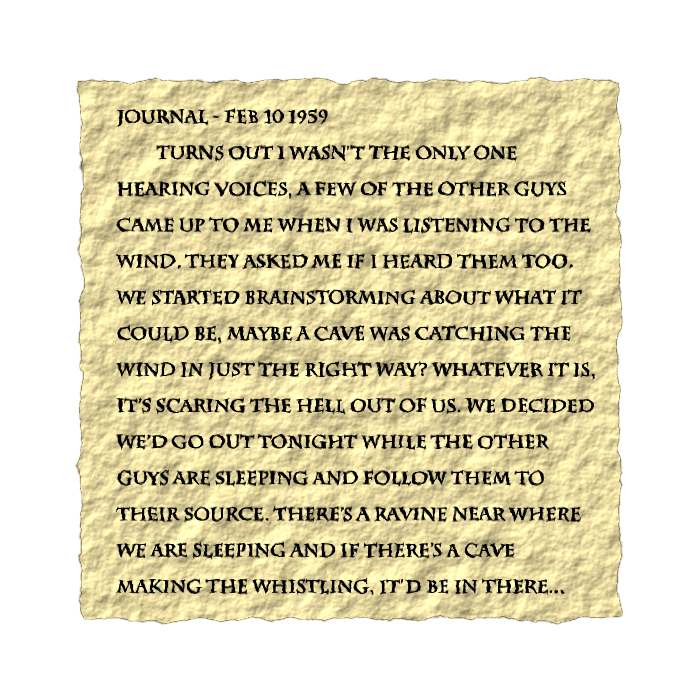 JOURNAL - FEB 10 1959
TURNS OUT I WASN'T THE ONLY ONE
HEARING VOICES, A FEW OF THE OTHER GUYS
CAME UP TO ME WHEN I WAS LISTENING TO THE
WIND. THEY ASKED ME IF I HEARD THEM TOO.
WE STARTED BRAINSTORMING ABOUT WHAT IT
COULD BE, MAYBE A CAVE WAS CATCHING THE
WIND IN JUST THE RIGHT WAY? WHATEVER IT IS,
IT'S SCARING THE HELL OUT OF US. WE DECIDED
WE'D GO OUT TONIGHT WHILE THE OTHER
GUYS ARE SLEEPING AND FOLLOW THEM TO
THEIR SOURCE. THERE'S A RAVINE NEAR WHERE
WE ARE SLEEPING AND IF THERE'S A CAVE
MAKING THE WHISTLING, IT'D BE IN THERE...